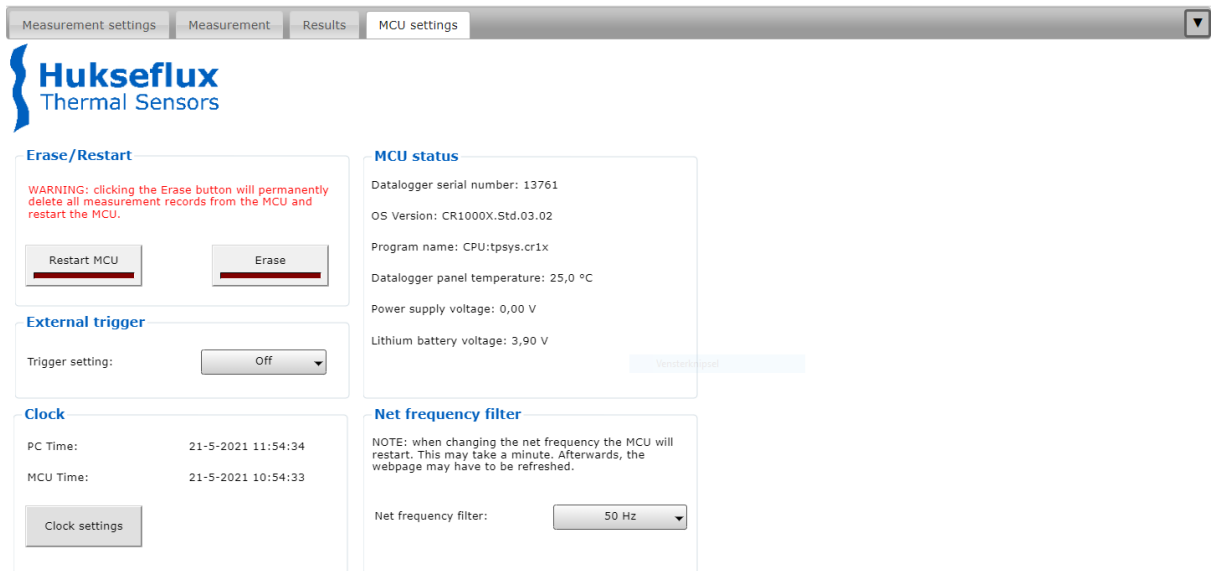 Measurement settings
Measurement
Results
MCU settings
▼
Hukseflux
Thermal Sensors
Erase/Restart
WARNING: clicking the Erase button will permanently
delete all measurement records from the MCU and
restart the MCU.
Restart MCU
Erase
External trigger
Trigger setting:
Off
Clock
PC Time:
21-5-2021 11:54:34
MCU Time:
21-5-2021 10:54:33
Clock settings
MCU status
Datalogger serial number: 13761
OS Version: CR1000X.Std.03.02
Program name: CPU:tpsys.cr1x
Datalogger panel temperature: 25,0 °C
Power supply voltage: 0,00 V
Lithium battery voltage: 3,90 V
Vensterknipsel
Net frequency filter
NOTE: when changing the net frequency the MCU will
restart. This may take a minute. Afterwards, the
webpage may have to be refreshed.
Net frequency filter:
50 Hz